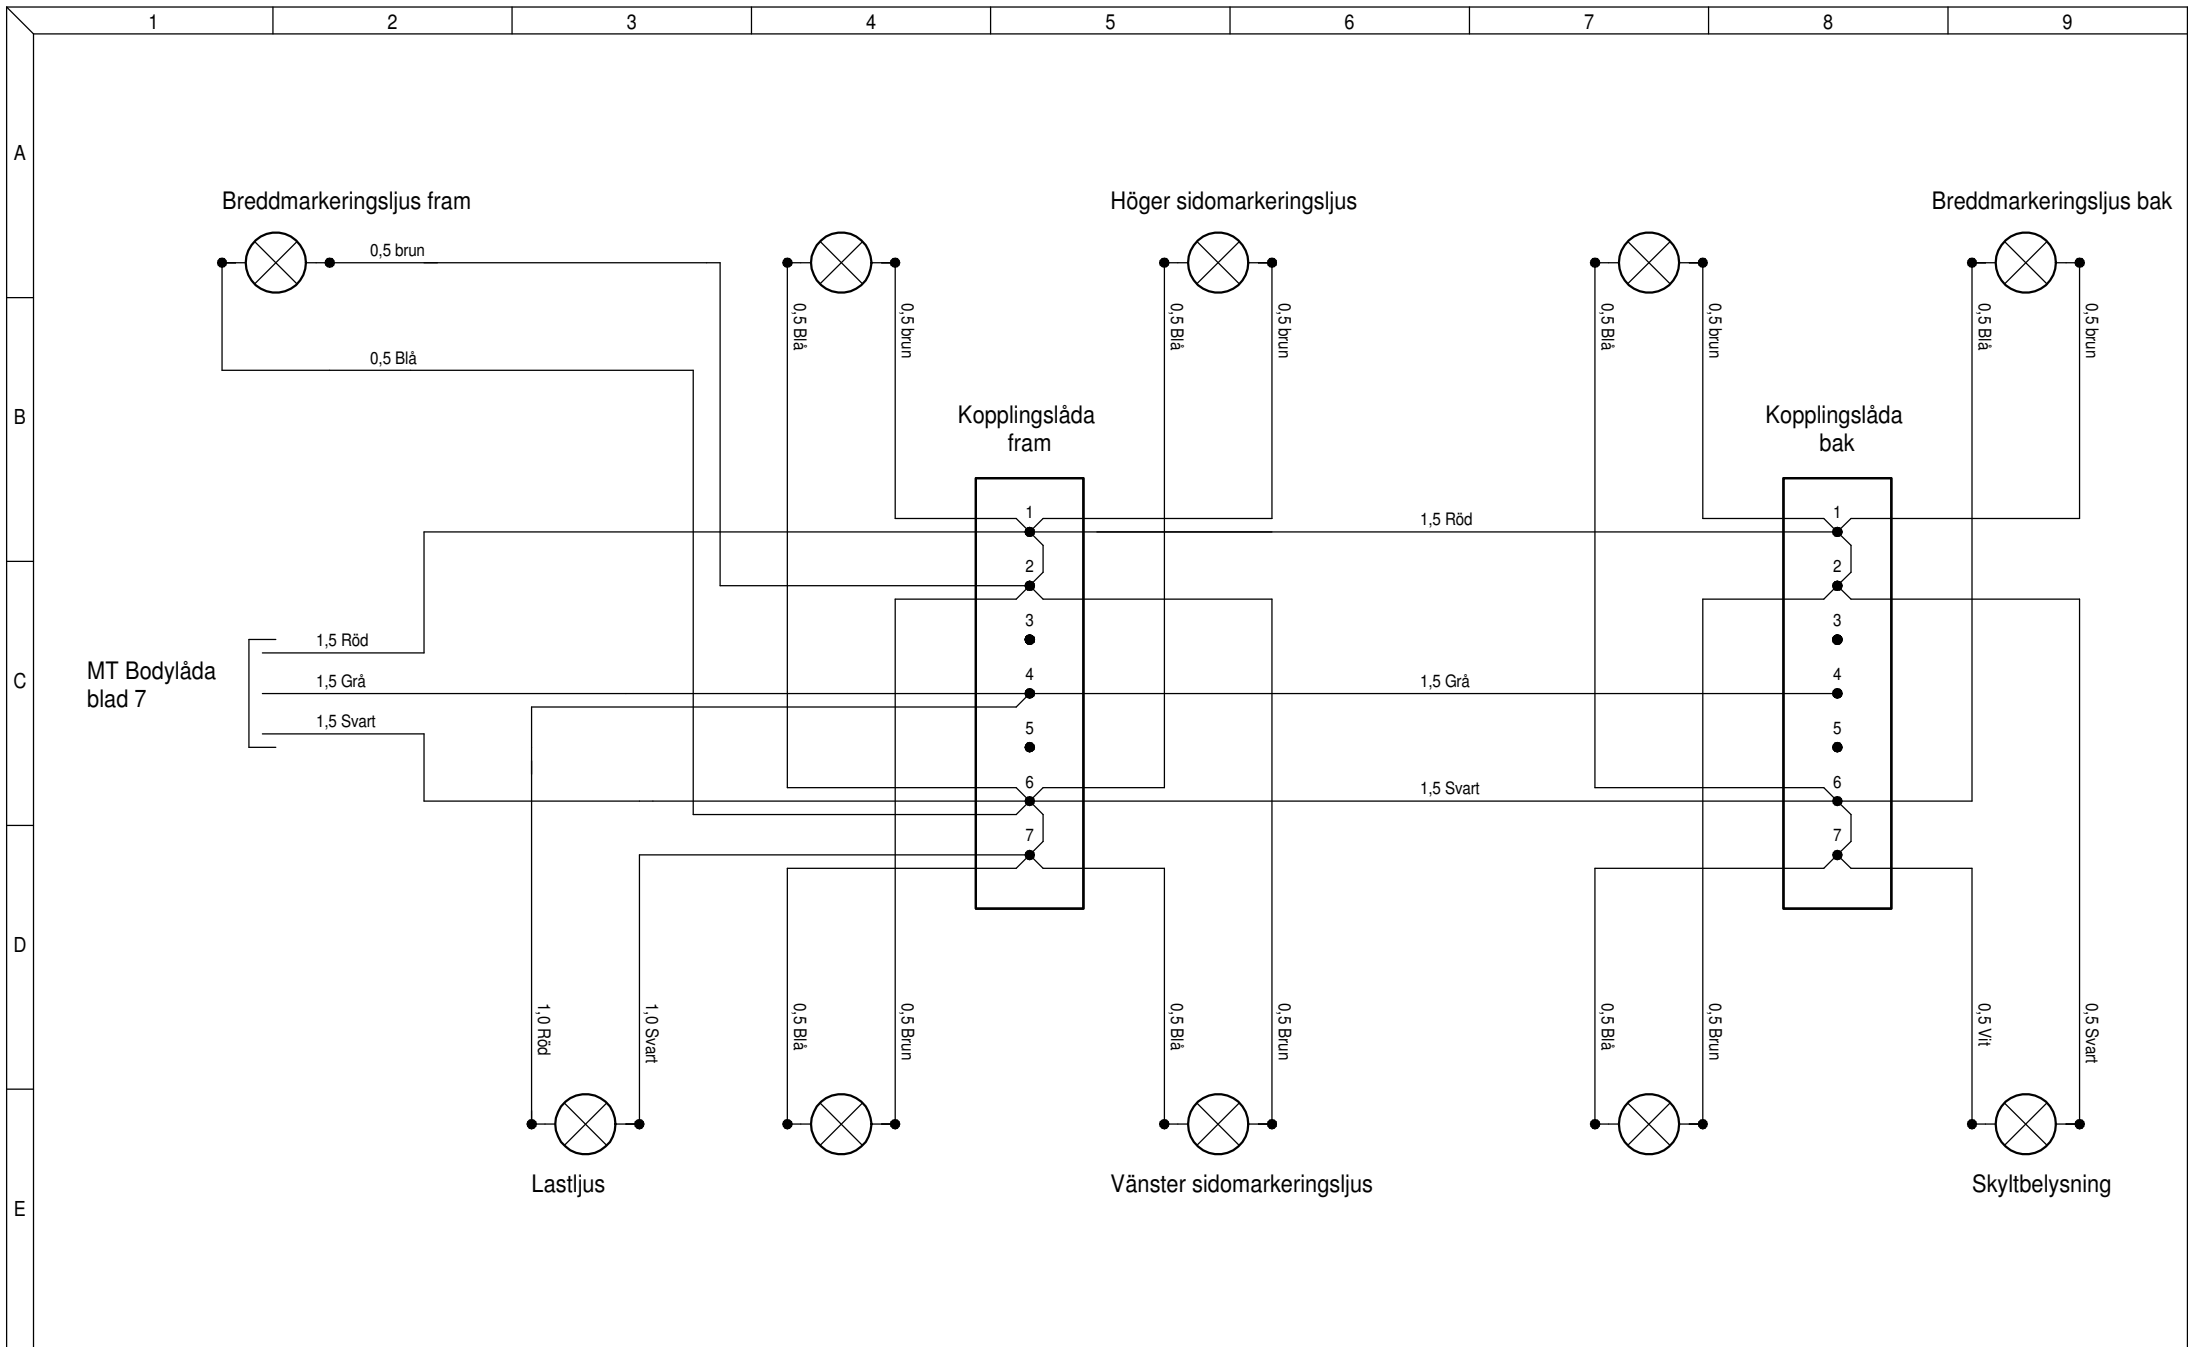 1 2 3 4 5 6 7 8 9
A
Breddmarkeringsljus fram
Höger sidomarkeringsljus
Breddmarkeringsljus bak
0,5 brun
0,5 Blå
0,5 brun
0,5 Blå
0,5 brun
0,5 Blå
0,5 brun
0,5 Blå
0,5 brun
0,5 Blå
B
Kopplingslåda
fram
Kopplingslåda
bak
1
1,5 Röd
1
2
2
3
3
1,5 Röd
C
MT Bodylåda
blad 7
1,5 Grå
4
1,5 Grå
4
1,5 Svart
5
5
6
1,5 Svart
6
7
7
D
1,0 Röd
1,0 Svart
0,5 Blå
0,5 Brun
0,5 Blå
0,5 Brun
0,5 Blå
0,5 Brun
0,5 Vit
0,5 Svart
Lastljus
Vänster sidomarkeringsljus
Skyltbelysning
E